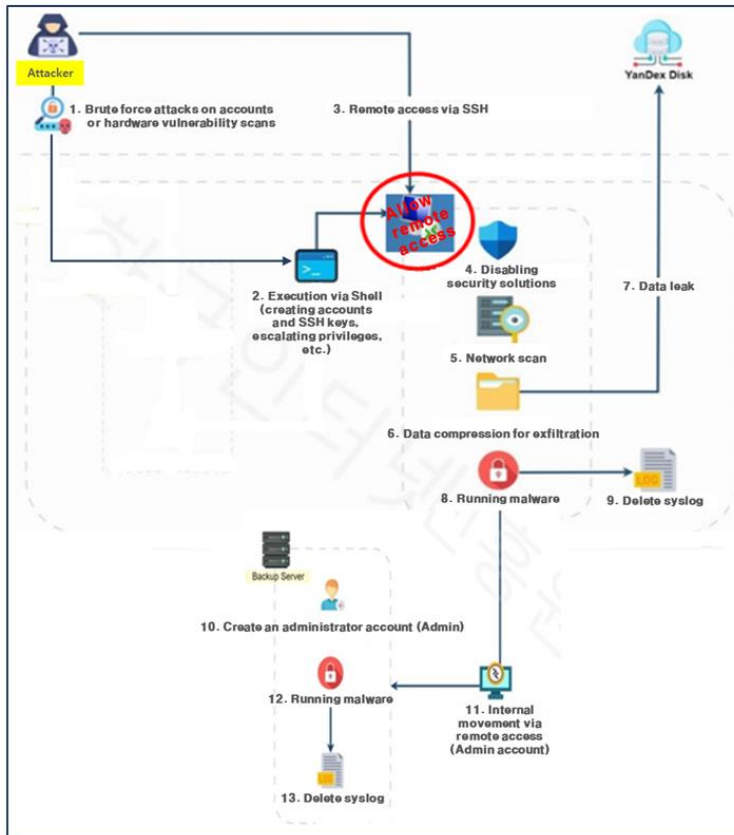 Attacker
YanDex Disk
1. Brute force attacks on accounts
or hardware vulnerability scans
3. Remote access via SSH
Allow
remote
access
2. Execution via Shell
(creating accounts
and SSH keys,
escalating privileges,
etc.)
4. Disabling
security solutions
7. Data leak
5. Network scan
6. Data compression for exfiltration
8. Running malware
LOG
9. Delete syslog
Backup Server
10. Create an administrator account (Admin)
12. Running malware
11. Internal
movement via
remote access
(Admin account)
LOG
13. Delete syslog